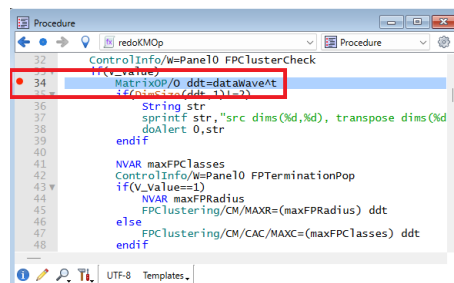 Procedure
redoKMOp Procedure
32 ControlInfo/W=Panel0 FPClusterCheck
if(V_Value)
34 MatrixOP/O ddt=dataWave^t
35 if(DimSize(ddt,1)!=2)
36 String str
37 sprintf str,"src dims(%d,%d), transpose dims(%d
38 doAlert 0,str
39 endif
40
41 NVAR maxFPClasses
42 ControlInfo/W=Panel0 FPTerminationPop
43 if(V_Value==1)
44 NVAR maxFPRadius
45 FPClustering/CM/MAXR=(maxFPRadius) ddt
46 else
47 FPClustering/CM/CAC/MAXC=(maxFPClasses) ddt
48 endif
UTF-8 Templates